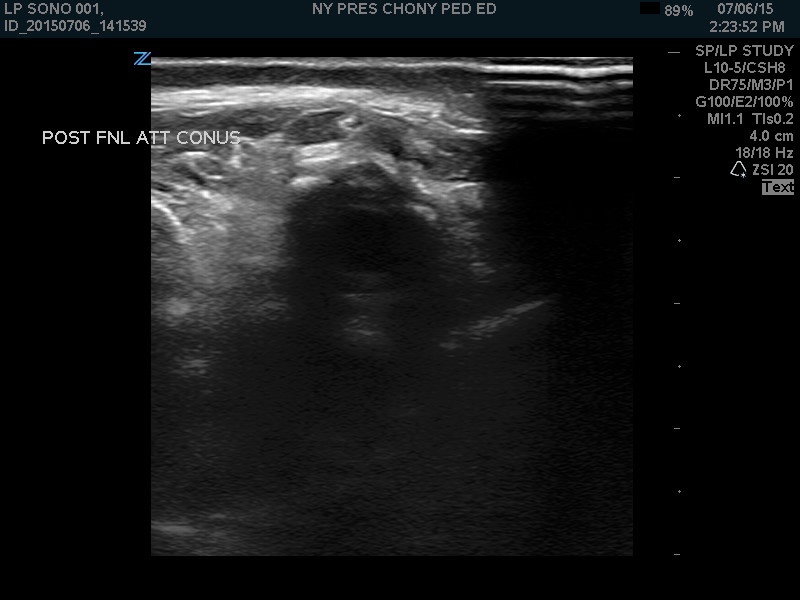 LP SONO 001,
ID_20150706_141539
NY PRES CHONY PED ED
89%
07/06/15
2:23:52 PM
SP/LP STUDY
L10-5/CSH8
DR75/M3/P1
G100/E2/100%
MI1.1 TIs0.2
4.0 cm
18/18 Hz
ZSI 20
Text
POST FNL ATT CONUS